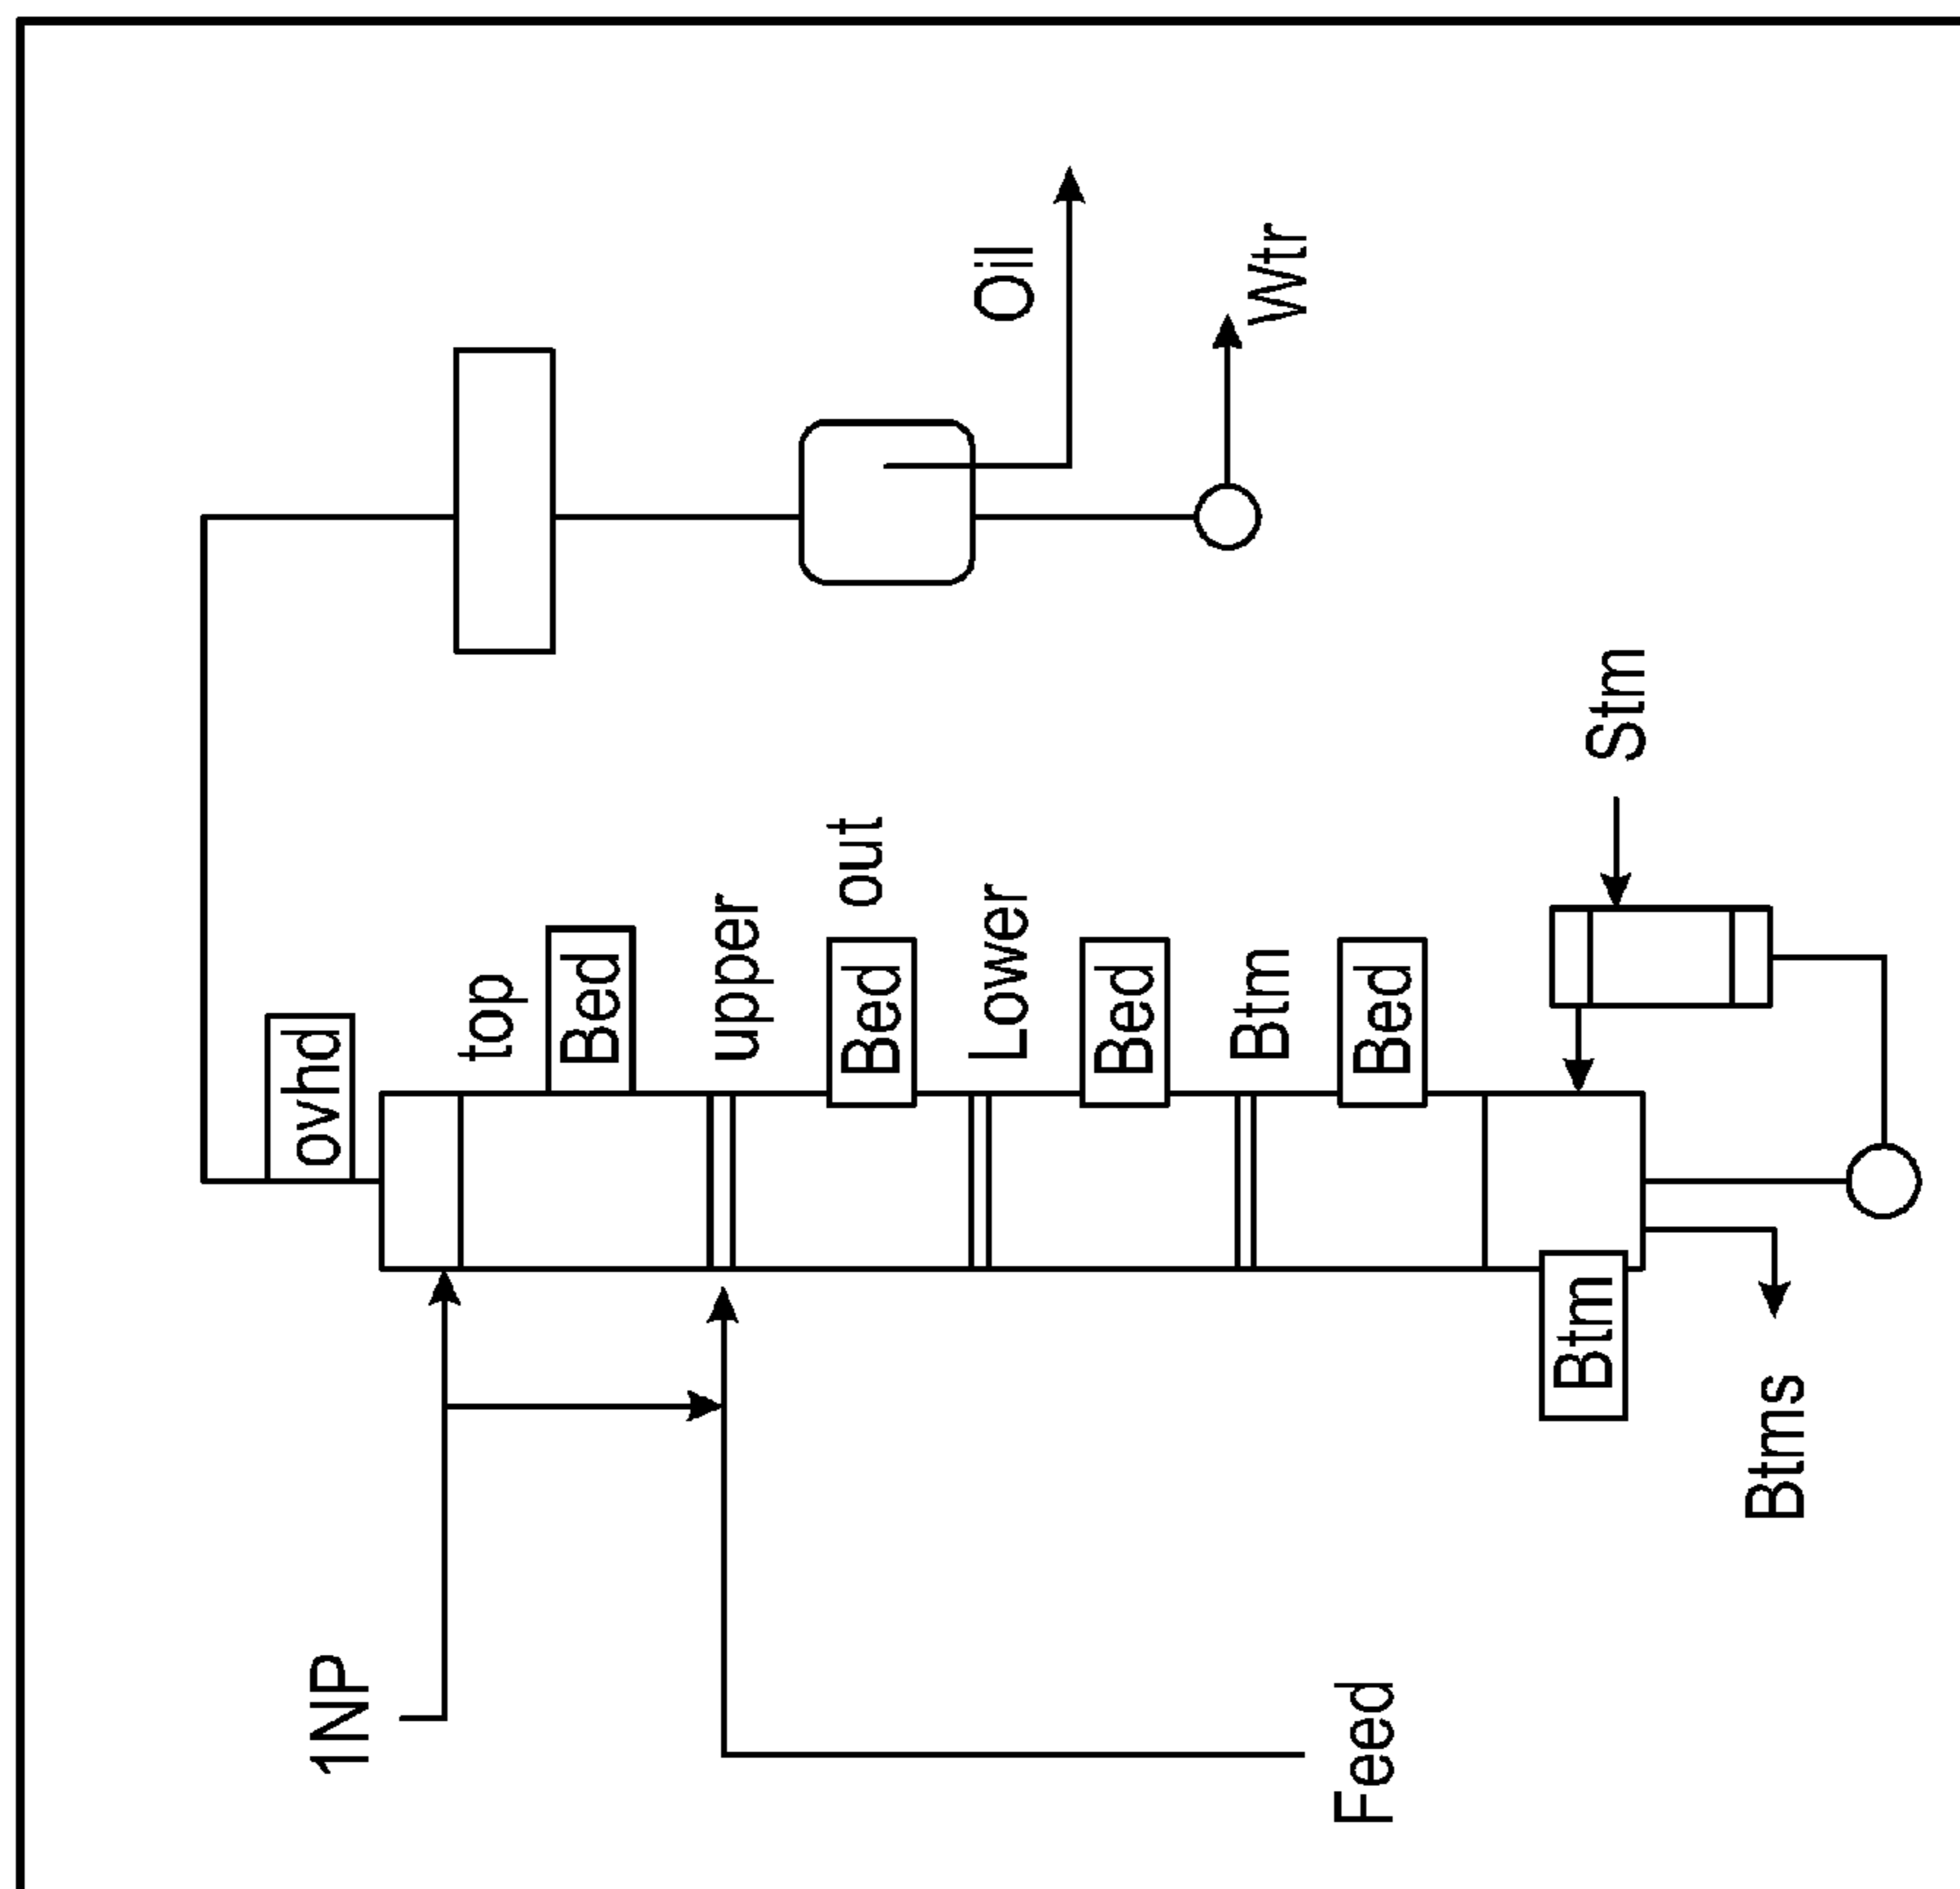 ovhd
top
Bed
upper
Bed
out
Lower
Bed
Btm
Bed
Btm
Btms
Stm
Oil
Wtr
1NP
Feed